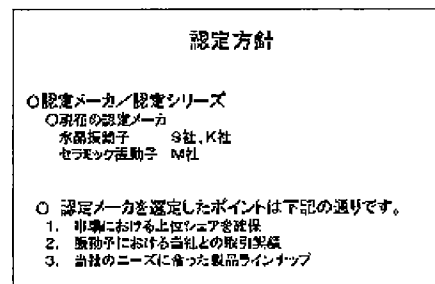 認定方針
○認定メーカ/認定シリーズ
○現在の認定メーカ
水晶振動子 S社、K社
セラミック振動子 M社
○ 認定メーカを選定したポイントは下記の通りです。
1. 市場における上位シェアを確保
2. 振動子における当社との取引実績
3. 当社のニーズに合った製品ラインナップ